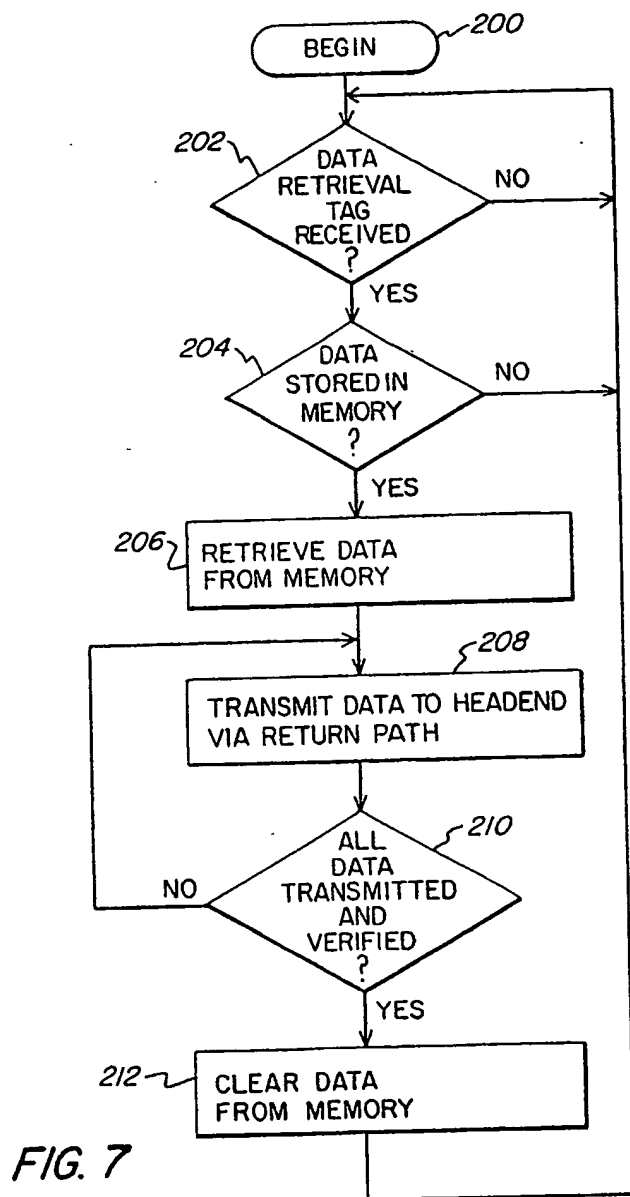 200
BEGIN
202
DATA
RETRIEVAL
TAG
RECEIVED
?
NO
YES
204
DATA
STORED IN
MEMORY
?
NO
YES
206
RETRIEVE DATA
FROM MEMORY
208
TRANSMIT DATA TO HEADEND
VIA RETURN PATH
210
ALL
DATA
TRANSMITTED
AND
VERIFIED
?
NO
YES
212
CLEAR DATA
FROM MEMORY
FIG. 7